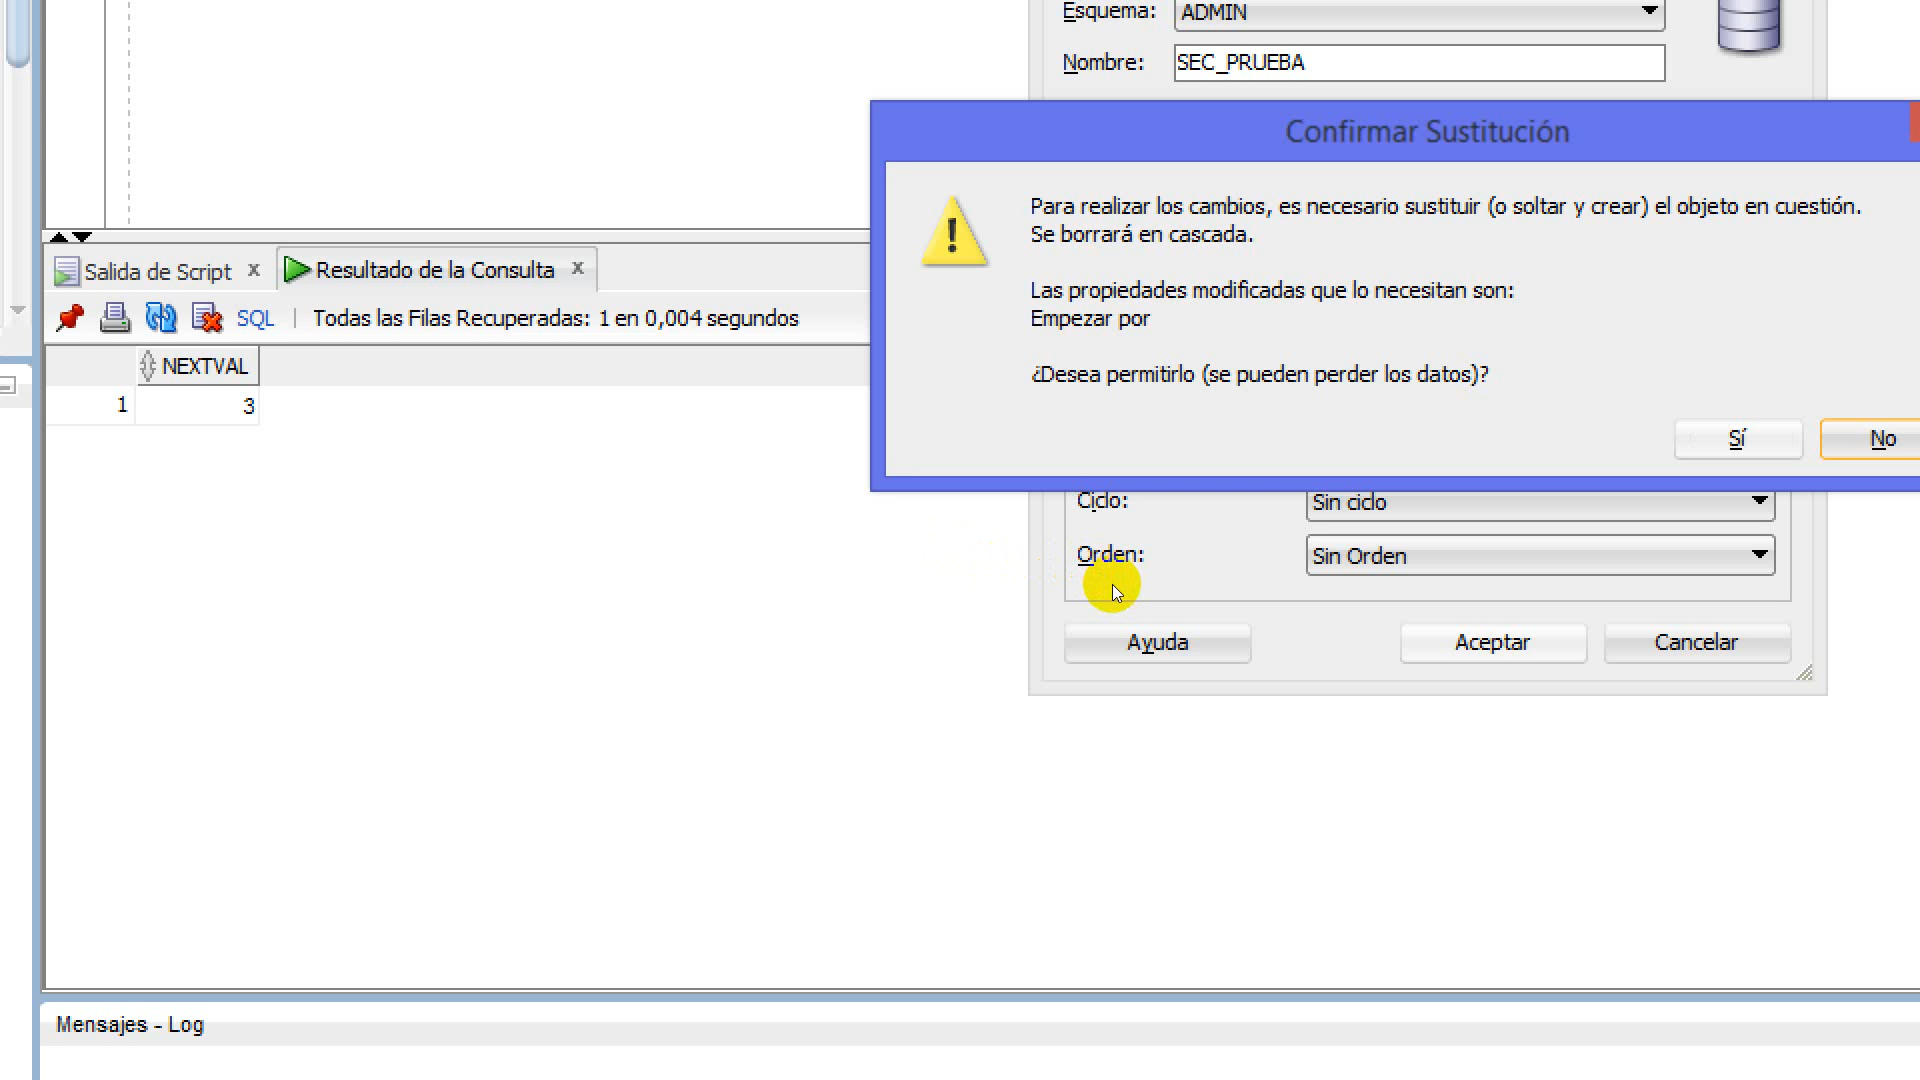 Esquema: ADMIN
Nombre: SEC_PRUEBA
Confirmar Sustitución
Para realizar los cambios, es necesario sustituir (o soltar y crear) el objeto en cuestión.
Se borrará en cascada.
Las propiedades modificadas que lo necesitan son:
Empezar por
¿Desea permitirlo (se pueden perder los datos)?
Sí No
Salida de Script x Resultado de la Consulta x
SQL | Todas las Filas Recuperadas: 1 en 0,004 segundos
NEXTVAL
1 3
Ciclo: Sin ciclo
Orden: Sin Orden
Ayuda Aceptar Cancelar
Mensajes - Log